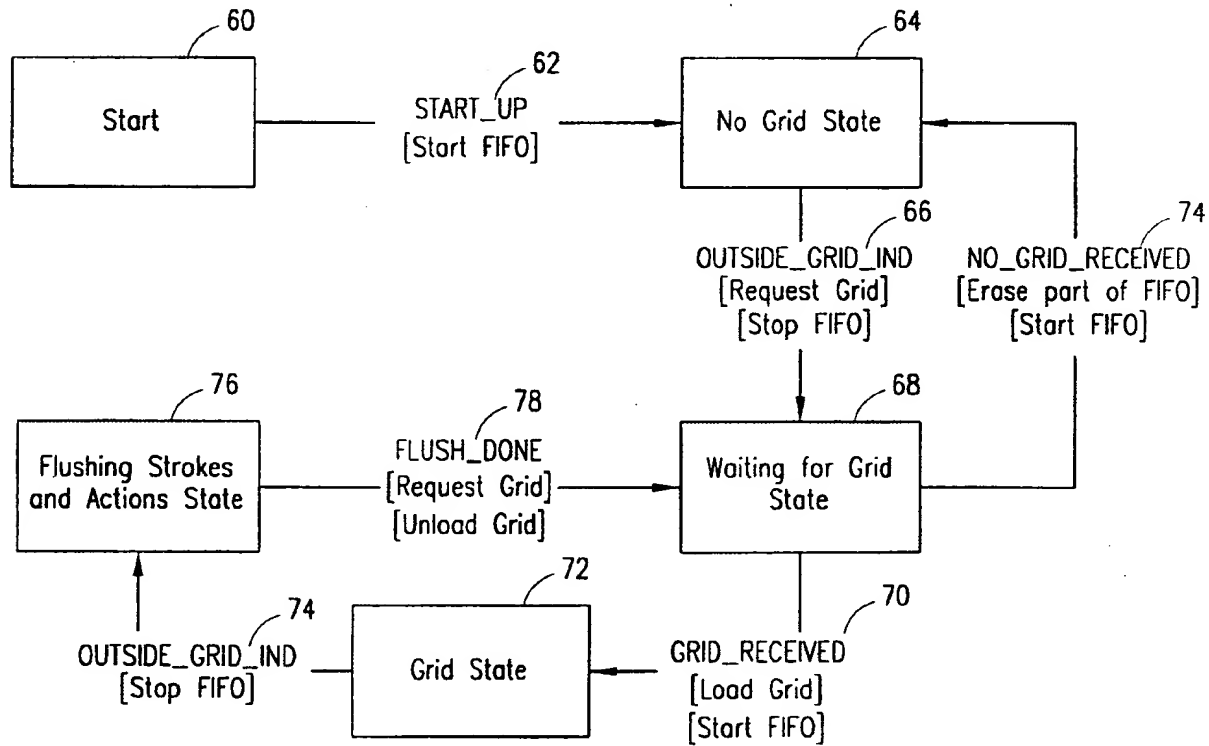 60
Start
62
START_UP
[Start FIFO]
64
No Grid State
66
OUTSIDE_GRID_IND
[Request Grid]
[Stop FIFO]
74
NO_GRID_RECEIVED
[Erase part of FIFO]
[Start FIFO]
76
Flushing Strokes
and Actions State
78
FLUSH_DONE
[Request Grid]
[Unload Grid]
68
Waiting for Grid
State
74
OUTSIDE_GRID_IND
[Stop FIFO]
72
Grid State
70
GRID_RECEIVED
[Load Grid]
[Start FIFO]